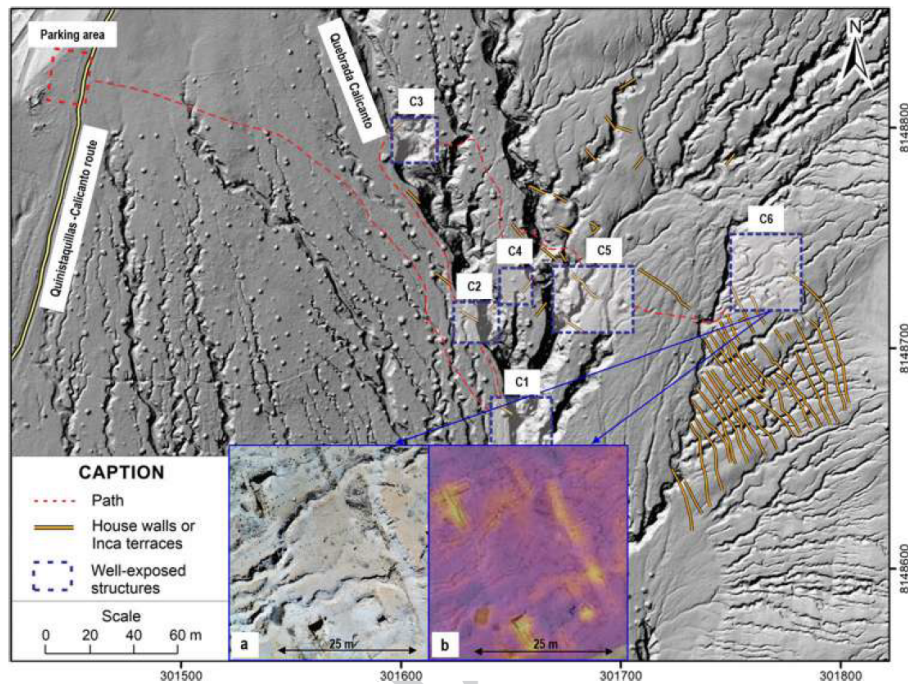 Parking area
Quinistaquillas -Calicanto route
Quebrada Calicanto
N
C3
C6
C4
C5
C2
C1
8148800
8148700
8148600
CAPTION
Path
House walls or
Inca terraces
Well-exposed
structures
Scale
0 20 40 60 m
a
25 m
b
25 m
301500
301600
301700
301800